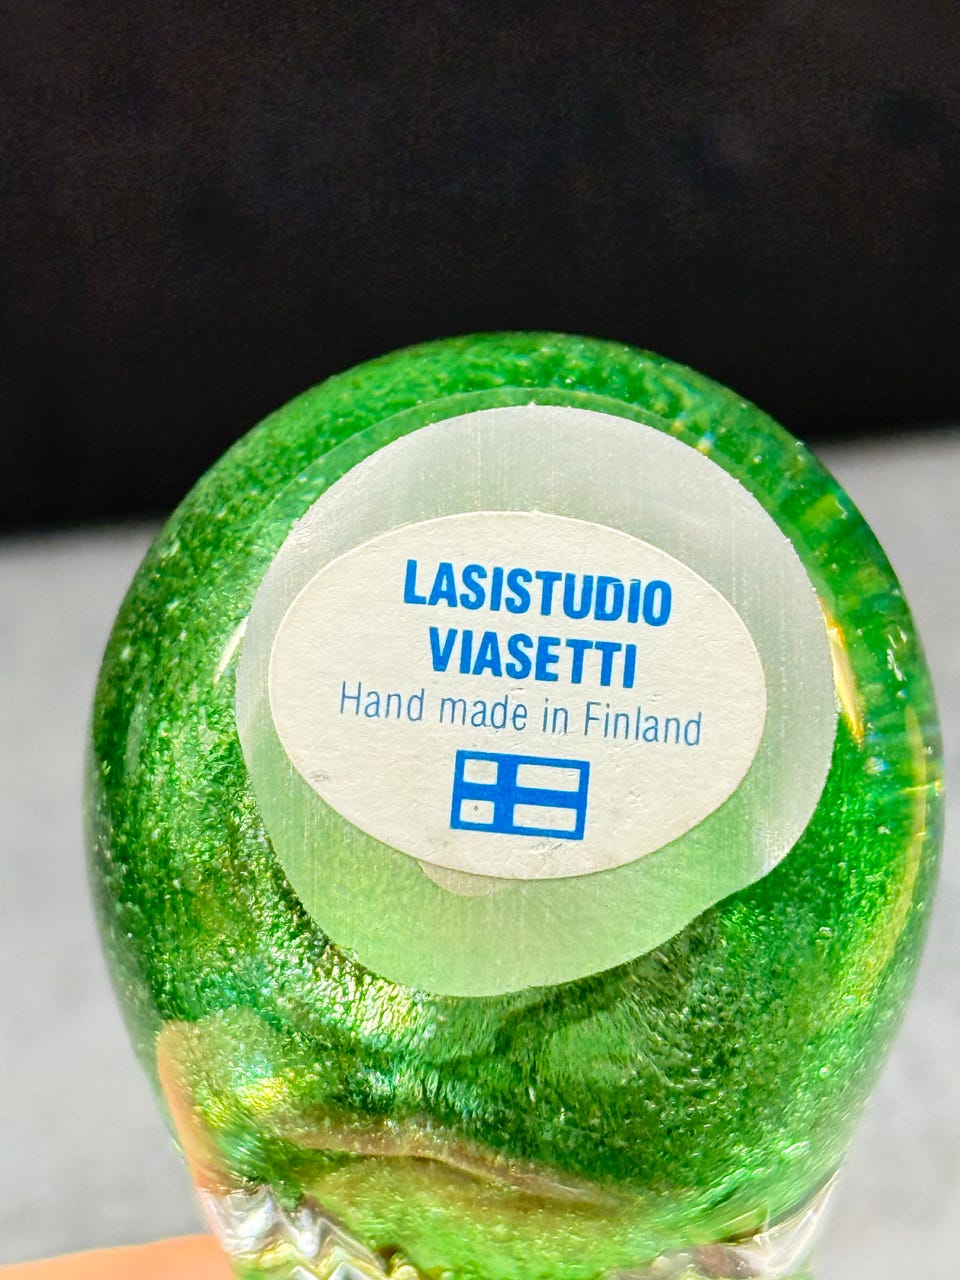 LASISTUDIO
VIASETTI
Hand made in Finland